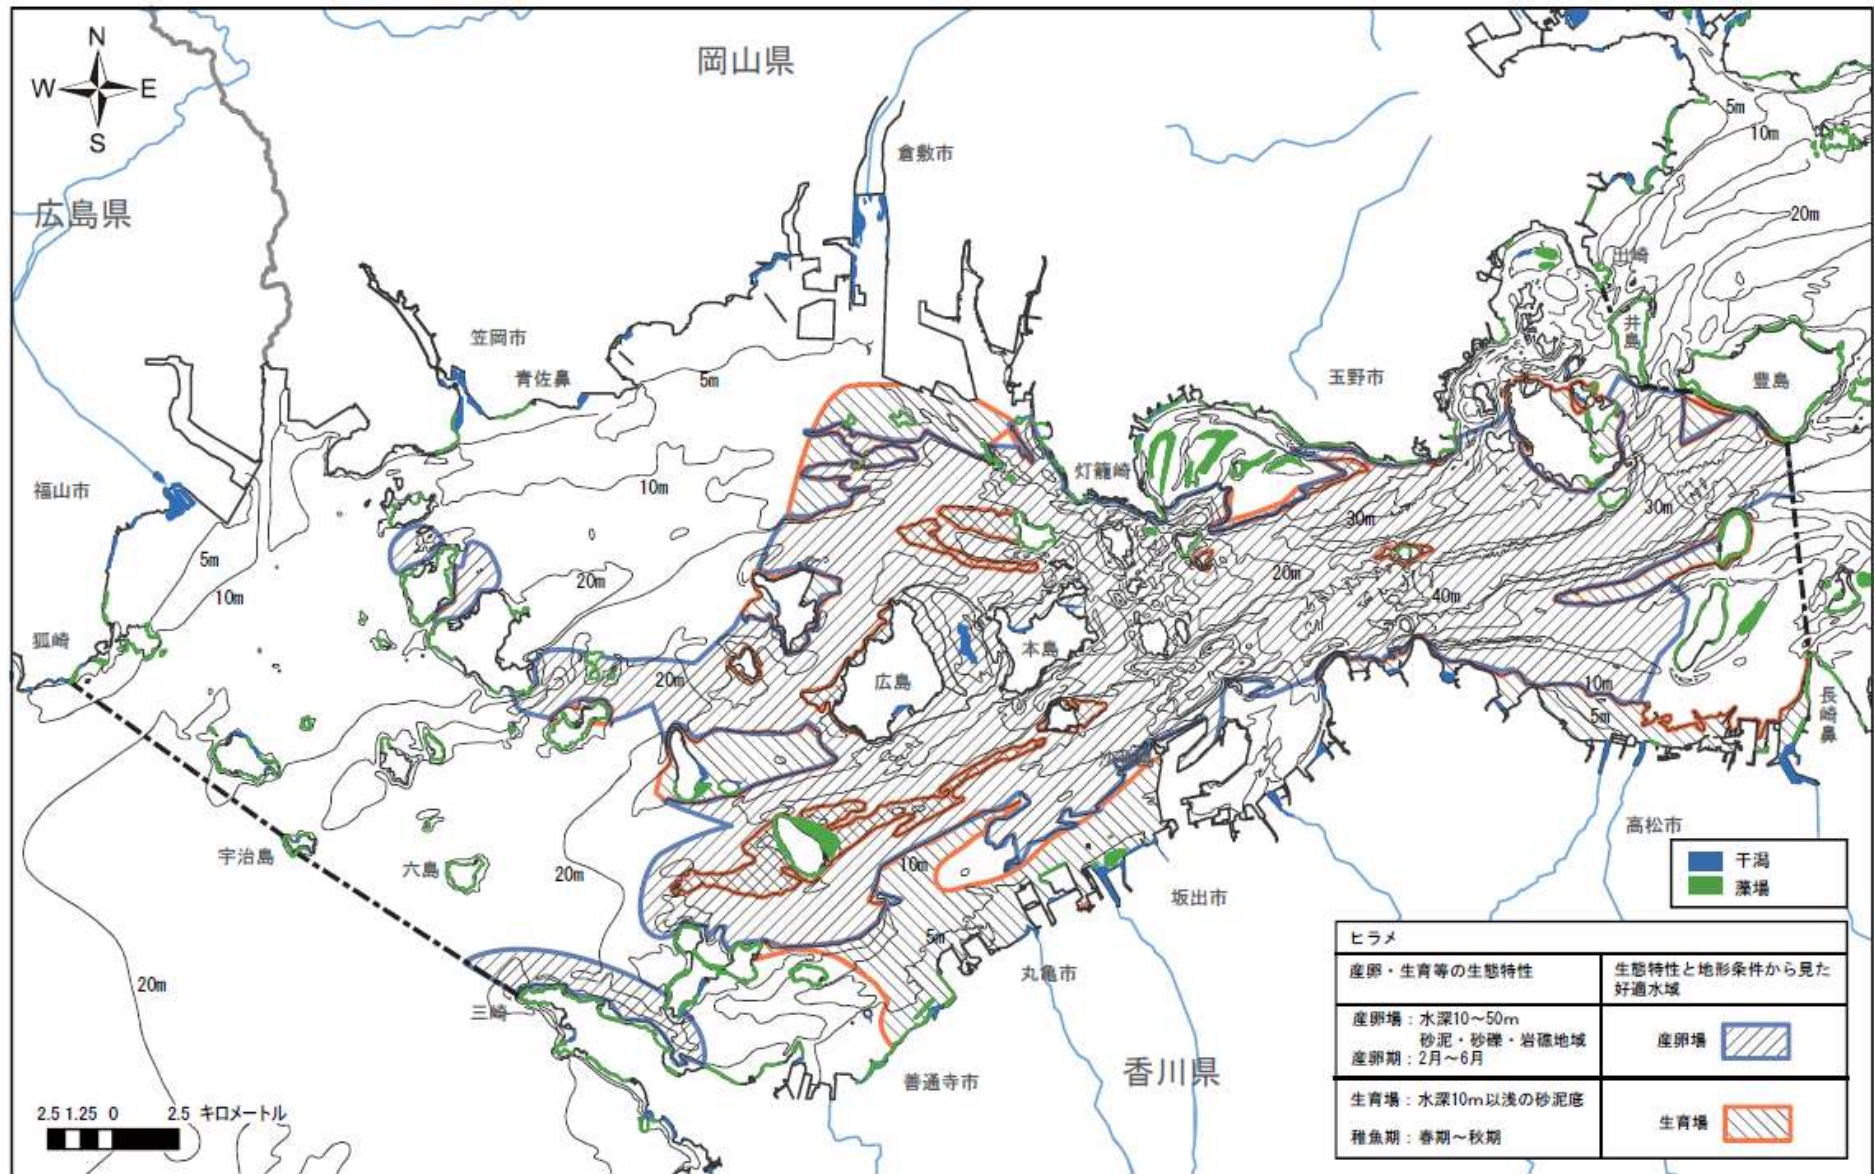 N
W E
S
岡山県
広島県
倉敷市
笠岡市
青佐鼻
玉野市
出崎
井島
豊島
5m
10m
20m
5m
10m
福山市
灯籠崎
5m
10m
20m
30m
30m
20m
40m
狐崎
本島
広島
20m
10m
5m
長崎鼻
宇治島
六島
20m
10m
高松市
坂出市
5m
丸亀市
20m
三崎
善通寺市
香川県
干潟
藻場
ヒラメ
産卵・生育等の生態特性
生態特性と地形条件から見た
好適水域
産卵場：水深10～50m
砂泥・砂礫・岩礁地域
産卵期：2月～6月
産卵場
生育場：水深10m以浅の砂泥底
稚魚期：春期～秋期
生育場
2.5 1.25 0 2.5 キロメートル